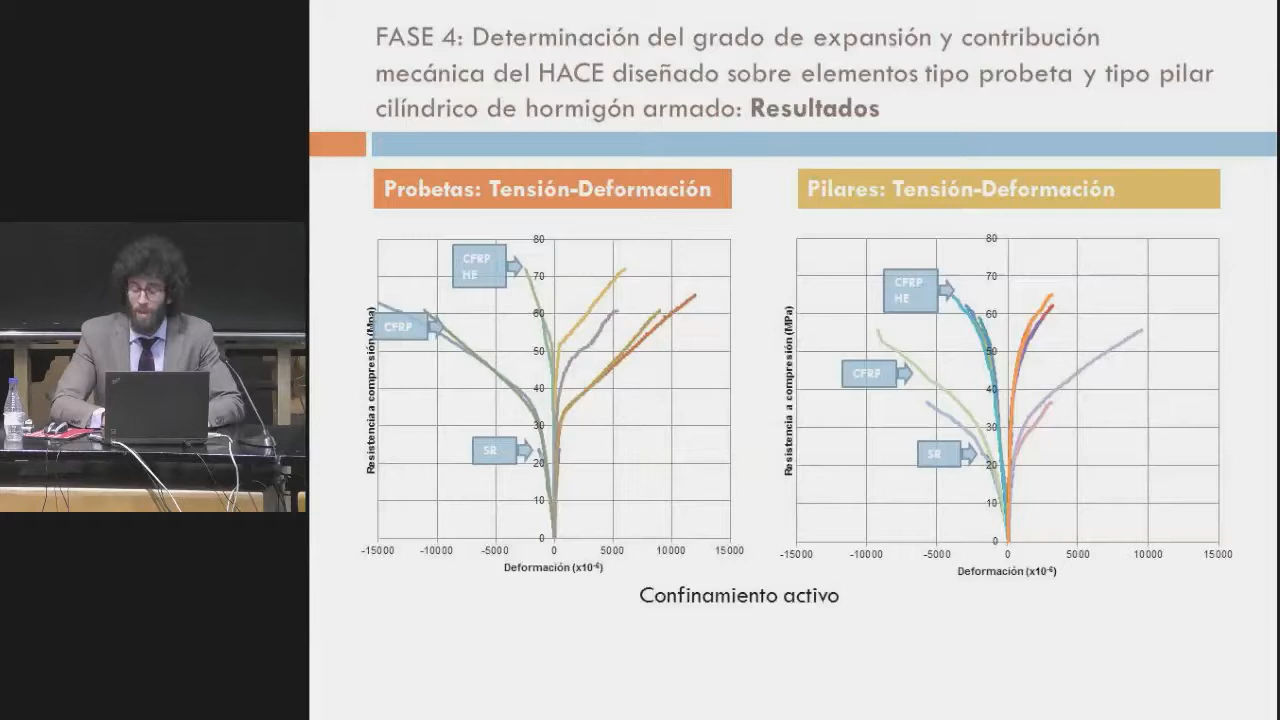 FASE 4: Determinación del grado de expansión y contribución
mecánica del HACE diseñado sobre elementos tipo probeta y tipo pilar
cilíndrico de hormigón armado: Resultados
Probetas: Tensión-Deformación
Pilares: Tensión-Deformación
Resistencia a compresión (Mpa)
80
70
60
50
40
30
20
10
0
CFRP
HE
CFRP
SR
-15000 -10000 -5000 0 5000 10000 15000
Deformación (x10⁻⁶)
Resistencia a compresión (MPa)
80
70
60
50
40
30
20
10
0
CFRP
HE
CFRP
SR
-15000 -10000 -5000 0 5000 10000 15000
Deformación (x10⁻⁶)
Confinamiento activo